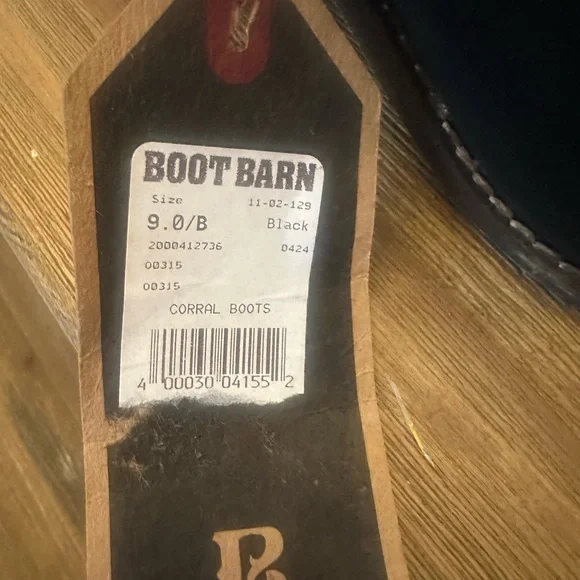 BOOT BARN
Size 11-02-129
9.0/B Black
2000412736 0424
00315
00315
CORRAL BOOTS
4 00030 04155 2
B